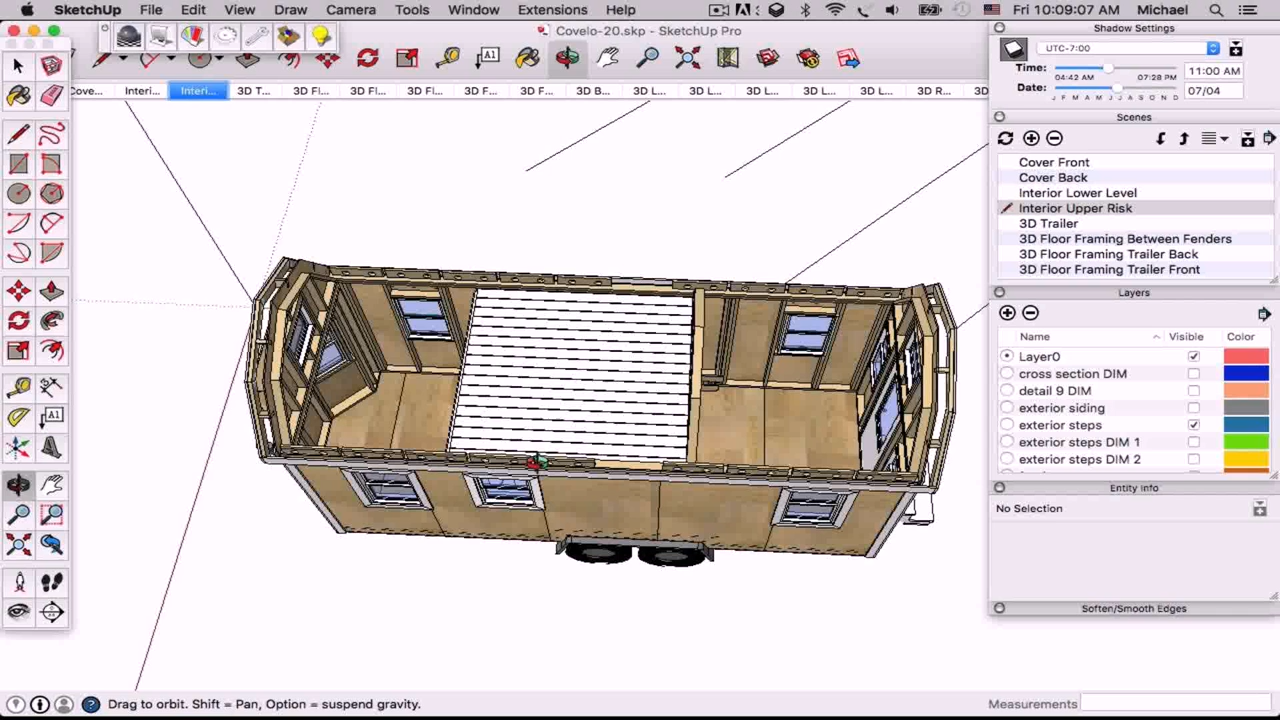 SketchUp File Edit View Draw Camera Tools Window Extensions Help Fri 10:09:07 AM Michael
Covelo-20.skp - SketchUp Pro
A1
Cove... Interi... Interi... 3D T... 3D Fl... 3D Fl... 3D Fl... 3D F... 3D F... 3D B... 3D L... 3D L... 3D L... 3D L... 3D R... 3D
A1
Shadow Settings
UTC-7:00
Time: 04:42 AM 07:28 PM 11:00 AM
Date: J F M A M J J A S O N D 07/04
Scenes
Cover Front
Cover Back
Interior Lower Level
Interior Upper Risk
3D Trailer
3D Floor Framing Between Fenders
3D Floor Framing Trailer Back
3D Floor Framing Trailer Front
Layers
Name Visible Color
Layer0
cross section DIM
detail 9 DIM
exterior siding
exterior steps
exterior steps DIM 1
exterior steps DIM 2
Entity Info
No Selection
Soften/Smooth Edges
Drag to orbit. Shift = Pan, Option = suspend gravity.
Measurements